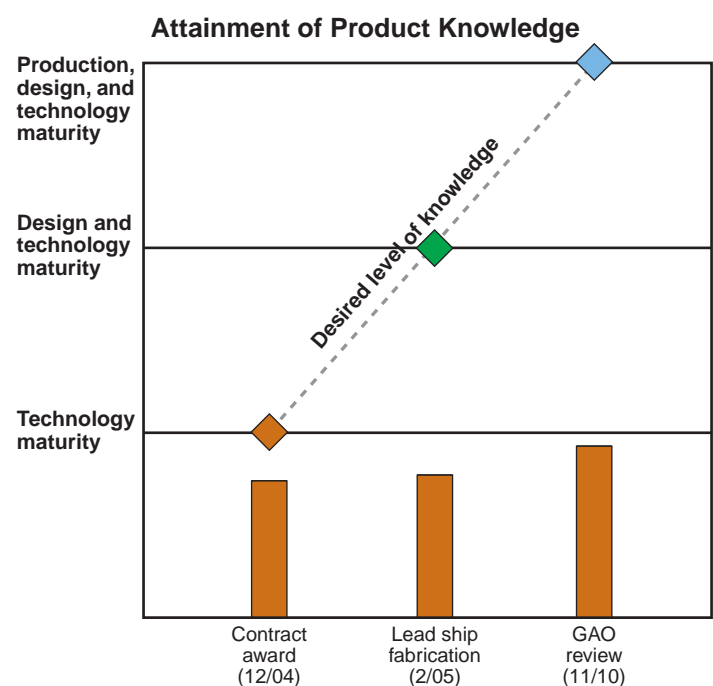 Attainment of Product Knowledge
Production,
design, and
technology
maturity
Desired level of knowledge
Design and
technology
maturity
Technology
maturity
Contract
award
(12/04)
Lead ship
fabrication
(2/05)
GAO
review
(11/10)